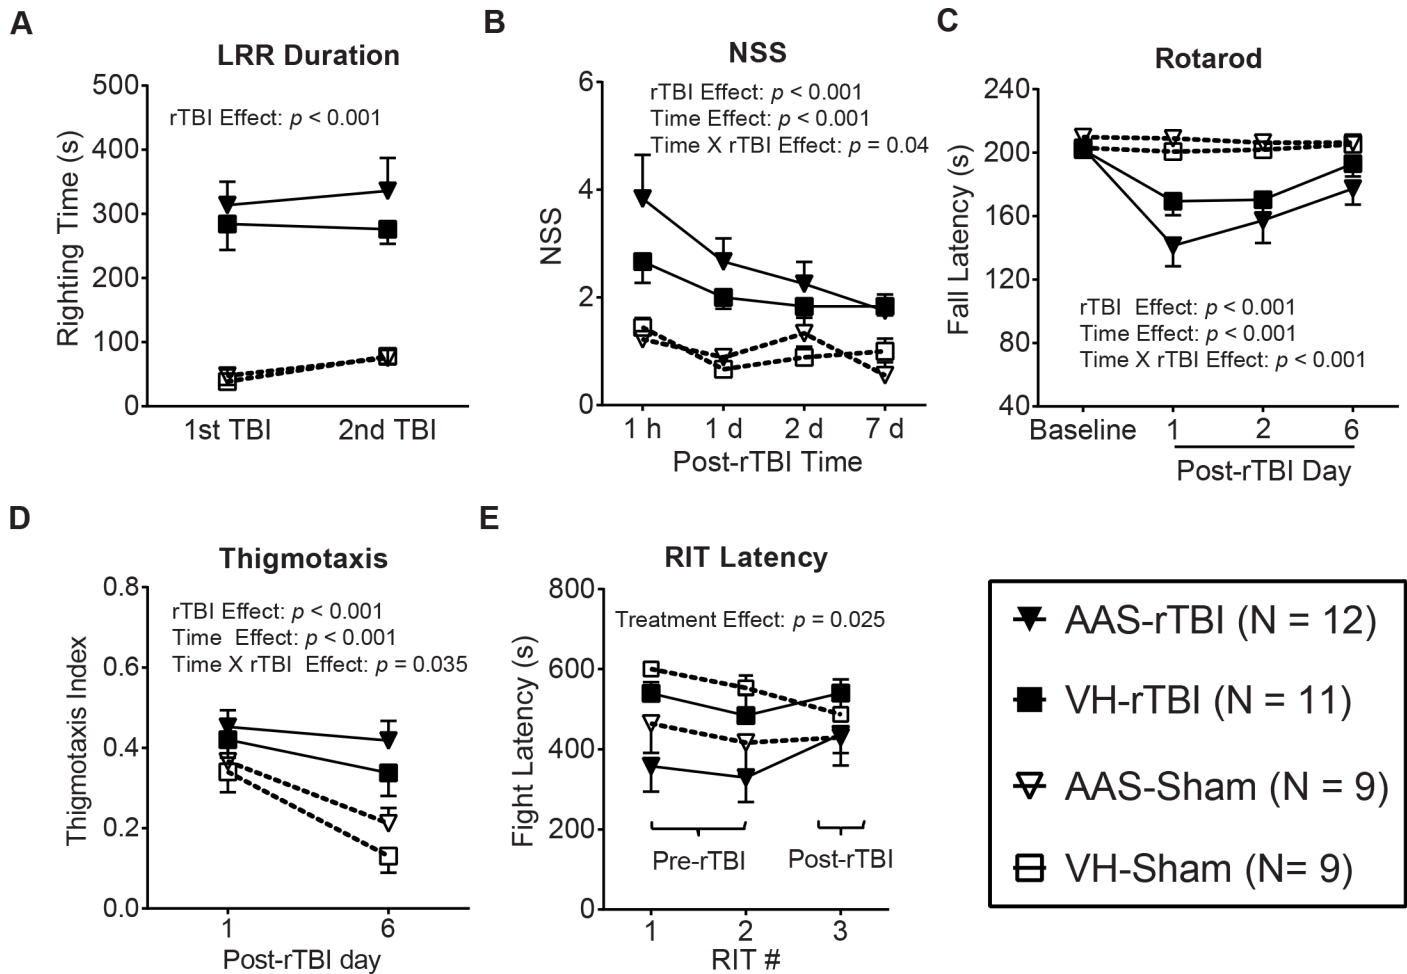 A
LRR Duration
rTBI Effect: p < 0.001
Righting Time (s)
500
400
300
200
100
0
1st TBI
2nd TBI
B
NSS
rTBI Effect: p < 0.001
Time Effect: p < 0.001
Time X rTBI Effect: p = 0.04
NSS
6
4
2
0
1 h
1 d
2 d
7 d
Post-rTBI Time
C
Rotarod
Fall Latency (s)
240
200
160
120
80
40
rTBI Effect: p < 0.001
Time Effect: p < 0.001
Time X rTBI Effect: p < 0.001
Baseline
1
2
6
Post-rTBI Day
D
Thigmotaxis
rTBI Effect: p < 0.001
Time Effect: p < 0.001
Time X rTBI Effect: p = 0.035
Thigmotaxis Index
0.8
0.6
0.4
0.2
0.0
1
6
Post-rTBI day
E
RIT Latency
Treatment Effect: p = 0.025
Fight Latency (s)
800
600
400
200
0
Pre-rTBI
Post-rTBI
1
2
3
RIT #
AAS-rTBI (N = 12)
VH-rTBI (N = 11)
AAS-Sham (N = 9)
VH-Sham (N= 9)